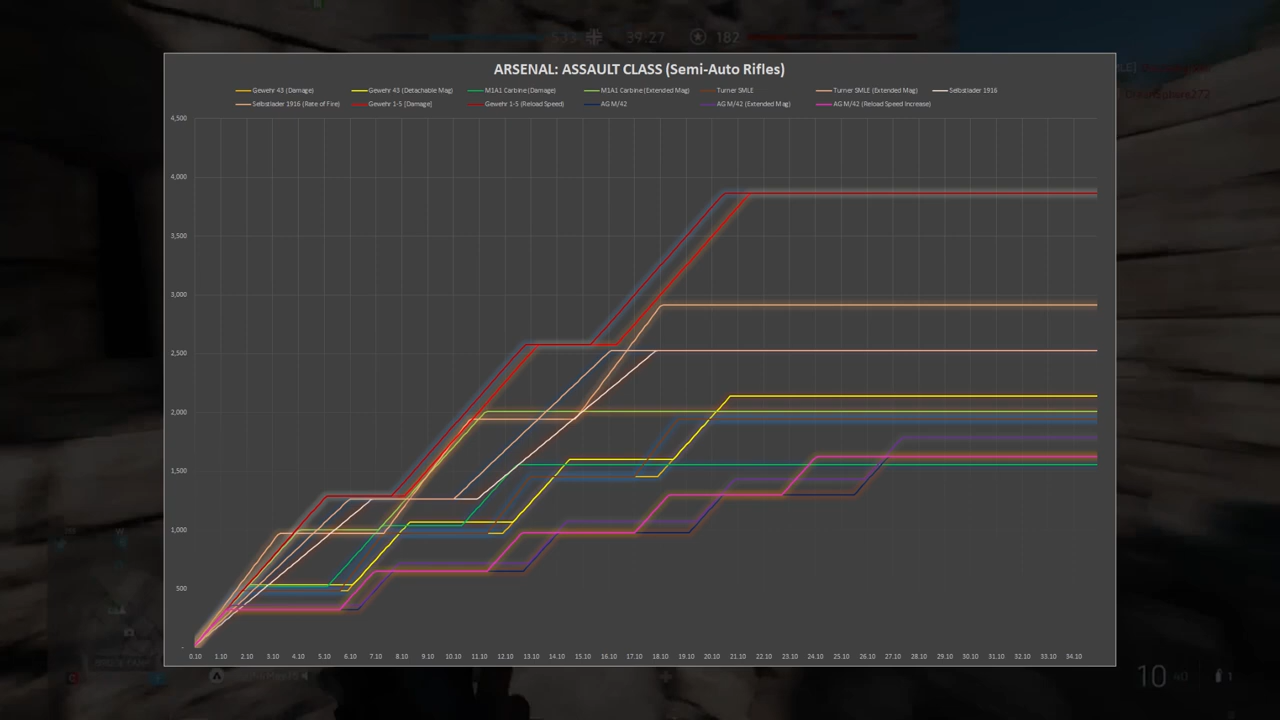 533 39:27 182
ARSENAL: ASSAULT CLASS (Semi-Auto Rifles)
Gewehr 43 (Damage) Gewehr 43 (Detachable Mag) M1A1 Carbine (Damage) M1A1 Carbine (Extended Mag) Turner SMLE Turner SMLE (Extended Mag) Selbstlader 1916
Selbstlader 1916 (Rate of Fire) Gewehr 1-5 [Damage] Gewehr 1-5 (Reload Speed) AG M/42 AG M/42 (Extended Mag) AG M/42 (Reload Speed Increase)
4,500
4,000
3,500
3,000
2,500
2,000
1,500
1,000
500
-
0.10 1.10 2.10 3.10 4.10 5.10 6.10 7.10 8.10 9.10 10.10 11.10 12.10 13.10 14.10 15.10 16.10 17.10 18.10 19.10 20.10 21.10 22.10 23.10 24.10 25.10 26.10 27.10 28.10 29.10 30.10 31.10 32.10 33.10 34.10
10 40 1